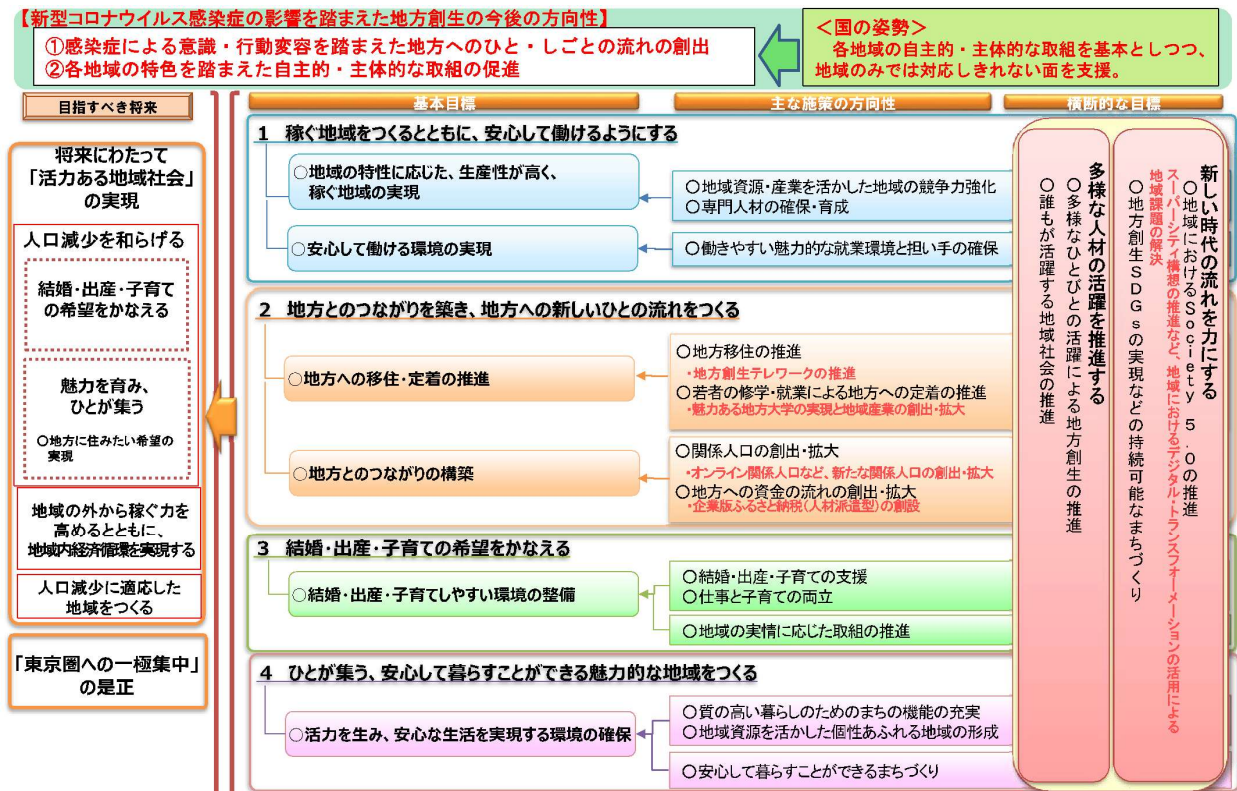 【新型コロナウイルス感染症の影響を踏まえた地方創生の今後の方向性】
①感染症による意識・行動変容を踏まえた地方へのひと・しごとの流れの創出
②各地域の特色を踏まえた自主的・主体的な取組の促進
＜国の姿勢＞
各地域の自主的・主体的な取組を基本としつつ、
地域のみでは対応しきれない面を支援。
目指すべき将来
将来にわたって
「活力ある地域社会」
の実現
人口減少を和らげる
結婚・出産・子育て
の希望をかなえる
魅力を育み、
ひとが集う
○地方に住みたい希望の
実現
地域の外から稼ぐ力を
高めるとともに、
地域内経済循環を実現する
人口減少に適応した
地域をつくる
「東京圏への一極集中」
の是正
基本目標
主な施策の方向性
横断的な目標
1 稼ぐ地域をつくるとともに、安心して働けるようにする
○地域の特性に応じた、生産性が高く、
稼ぐ地域の実現
○地域資源・産業を活かした地域の競争力強化
○専門人材の確保・育成
○安心して働ける環境の実現
○働きやすい魅力的な就業環境と担い手の確保
2 地方とのつながりを築き、地方への新しいひとの流れをつくる
○地方への移住・定着の推進
○地方移住の推進
・地方創生テレワークの推進
○若者の修学・就業による地方への定着の推進
・魅力ある地方大学の実現と地域産業の創出・拡大
○地方とのつながりの構築
○関係人口の創出・拡大
・オンライン関係人口など、新たな関係人口の創出・拡大
○地方への資金の流れの創出・拡大
・企業版ふるさと納税（人材派遣型）の創設
3 結婚・出産・子育ての希望をかなえる
○結婚・出産・子育てしやすい環境の整備
○結婚・出産・子育ての支援
○仕事と子育ての両立
○地域の実情に応じた取組の推進
4 ひとが集う、安心して暮らすことができる魅力的な地域をつくる
○活力を生み、安心な生活を実現する環境の確保
○質の高い暮らしのためのまちの機能の充実
○地域資源を活かした個性あふれる地域の形成
○安心して暮らすことができるまちづくり
新しい時代の流れを力にする
○地域におけるSociety 5.0の推進
スーパーシティ構想の推進など、地域におけるデジタル・トランスフォーメーションの活用による
地域課題の解決
○地方創生SDGsの実現などの持続可能なまちづくり
多様な人材の活躍を推進する
○多様なひとびとの活躍による地方創生の推進
○誰もが活躍する地域社会の推進